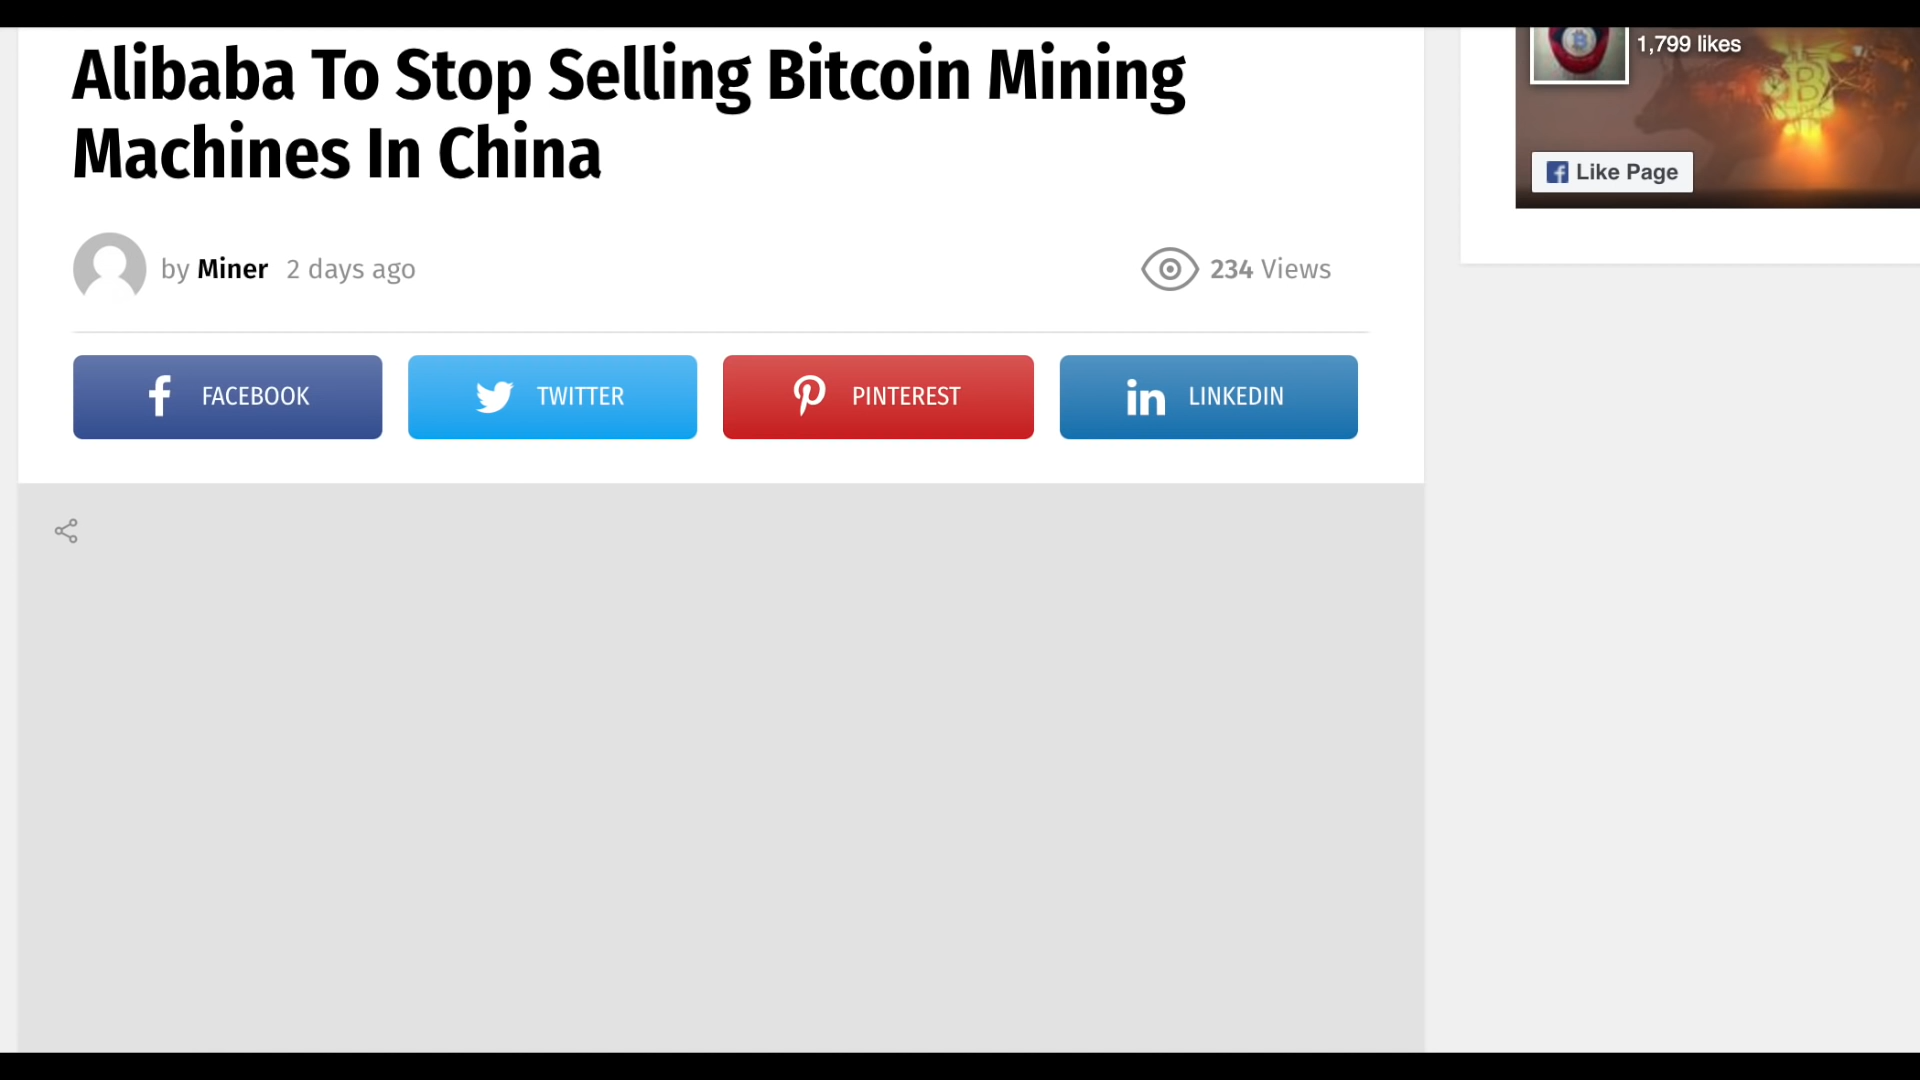 Alibaba To Stop Selling Bitcoin Mining
Machines In China
by Miner 2 days ago
234 Views
FACEBOOK
TWITTER
PINTEREST
LINKEDIN
1,799 likes
Like Page